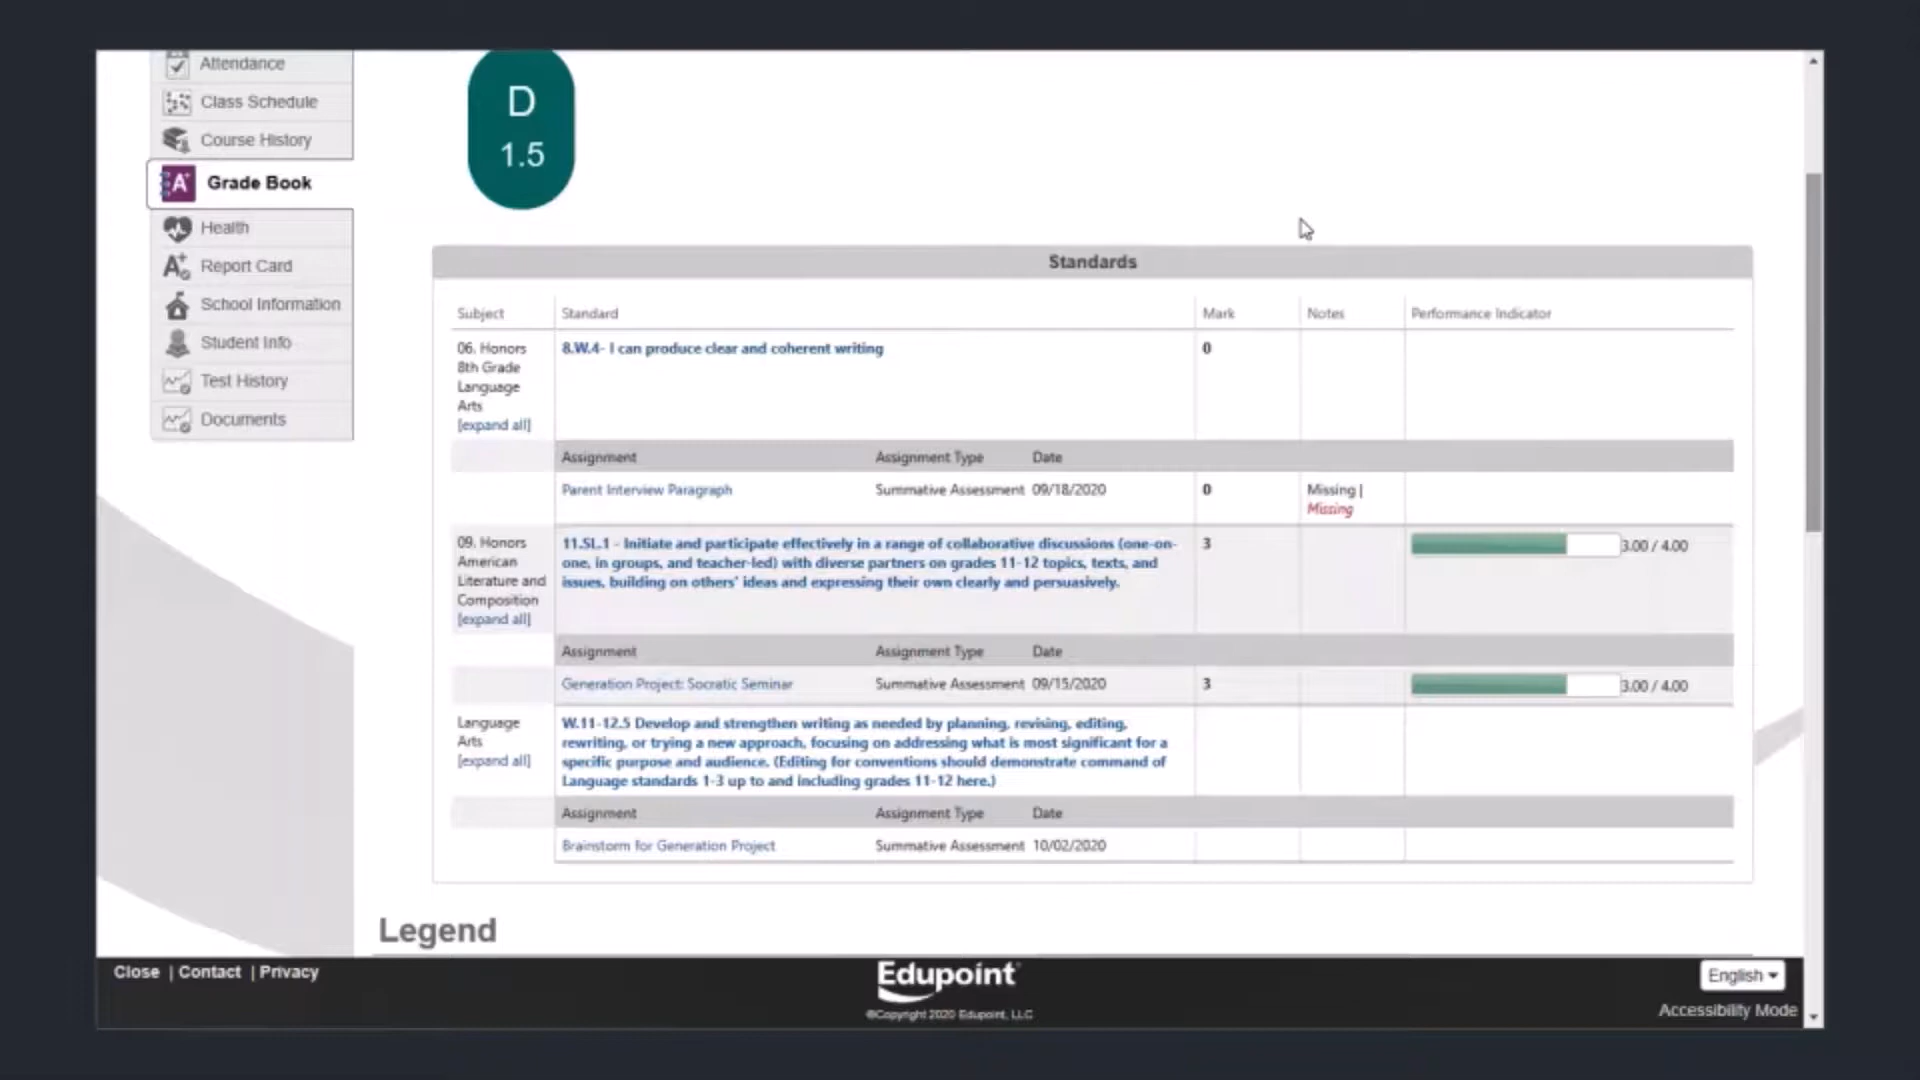 Attendance
Class Schedule
Course History
Grade Book
Health
Report Card
School Information
Student Info
Test History
Documents
D
1.5
Standards
Subject Standard Mark Notes Performance Indicator
06. Honors
8th Grade
Language
Arts
[expand all]
8.W.4- I can produce clear and coherent writing
0
Assignment Assignment Type Date
Parent Interview Paragraph Summative Assessment 09/18/2020 0 Missing |
Missing
09. Honors
American
Literature and
Composition
[expand all]
11.SL.1 - Initiate and participate effectively in a range of collaborative discussions (one-on-
one, in groups, and teacher-led) with diverse partners on grades 11-12 topics, texts, and
issues, building on others' ideas and expressing their own clearly and persuasively.
3
3.00 / 4.00
Assignment Assignment Type Date
Generation Project: Socratic Seminar Summative Assessment 09/15/2020 3 3.00 / 4.00
Language
Arts
[expand all]
W.11-12.5 Develop and strengthen writing as needed by planning, revising, editing,
rewriting, or trying a new approach, focusing on addressing what is most significant for a
specific purpose and audience. (Editing for conventions should demonstrate command of
Language standards 1-3 up to and including grades 11-12 here.)
Assignment Assignment Type Date
Brainstorm for Generation Project Summative Assessment 10/02/2020
Legend
Close | Contact | Privacy
Edupoint
©Copyright 2020 Edupoint, LLC
English
Accessibility Mode